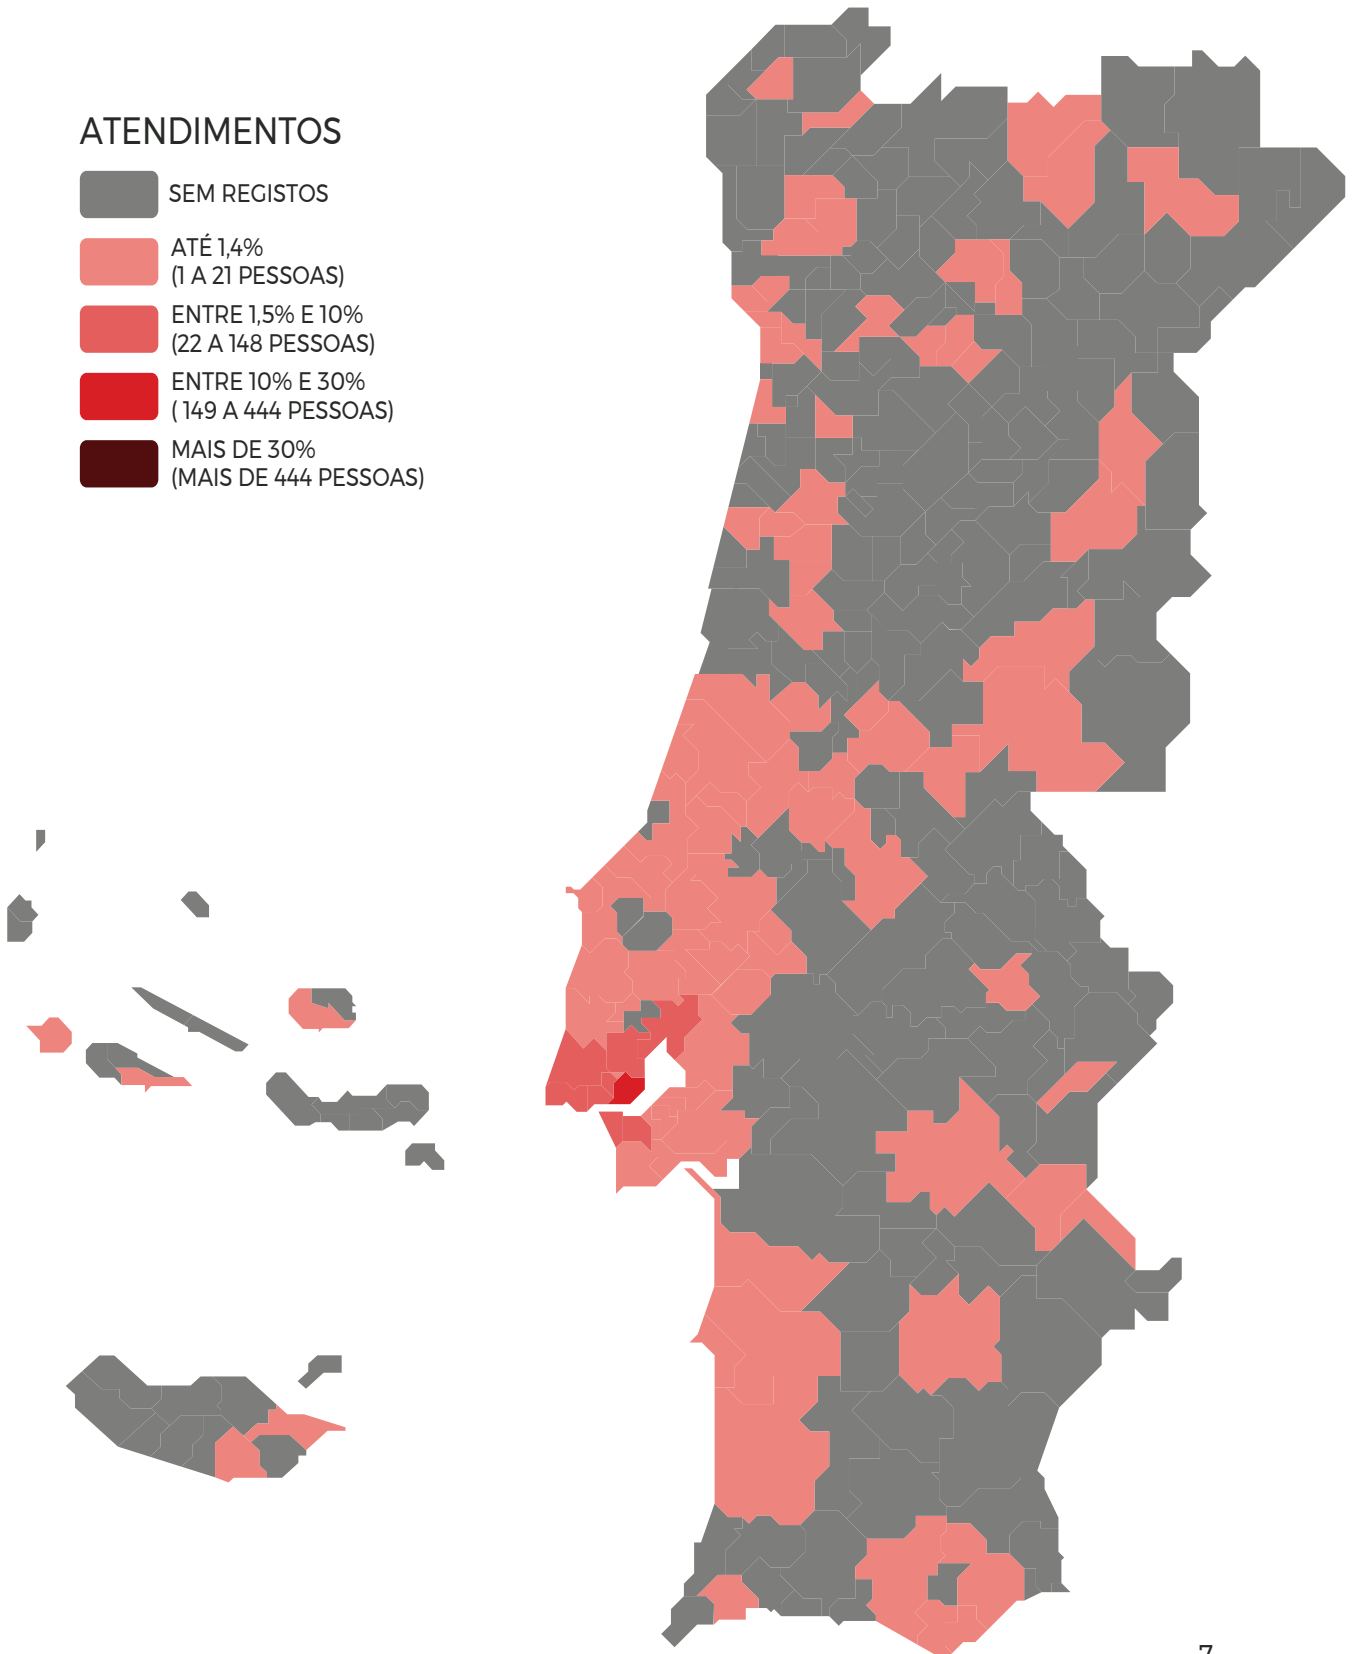 ATENDIMENTOS
SEM REGISTOS
ATÉ 1,4%
(1 A 21 PESSOAS)
ENTRE 1,5% E 10%
(22 A 148 PESSOAS)
ENTRE 10% E 30%
( 149 A 444 PESSOAS)
MAIS DE 30%
(MAIS DE 444 PESSOAS)
7